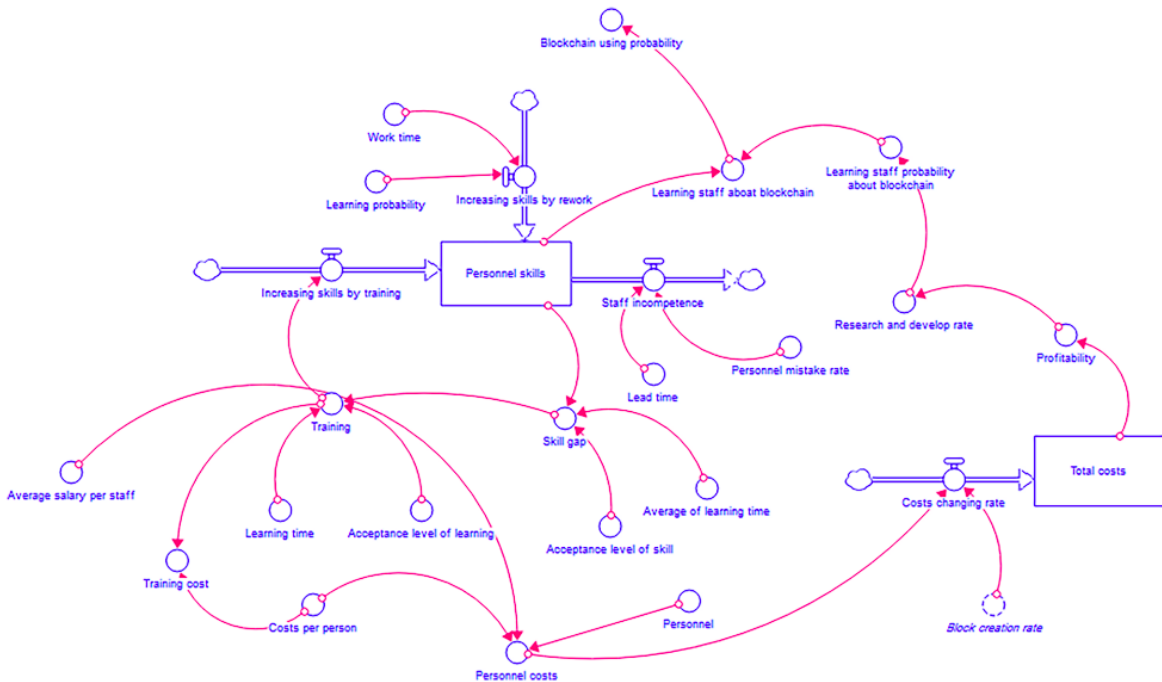 Blockchain using probability
Work time
Learning staff probability
about blockchain
Learning staff aboat blockchain
Learning probability
Increasing skills by rework
Personnel skills
Increasing skills by training
Staff incompetence
Research and develop rate
Profitability
Personnel mistake rate
Lead time
Training
Skill gap
Total costs
Average salary per staff
Costs changing rate
Average of learning time
Learning time
Acceptance level of learning
Acceptance level of skill
Training cost
Costs per person
Personnel
Block creation rate
Personnel costs